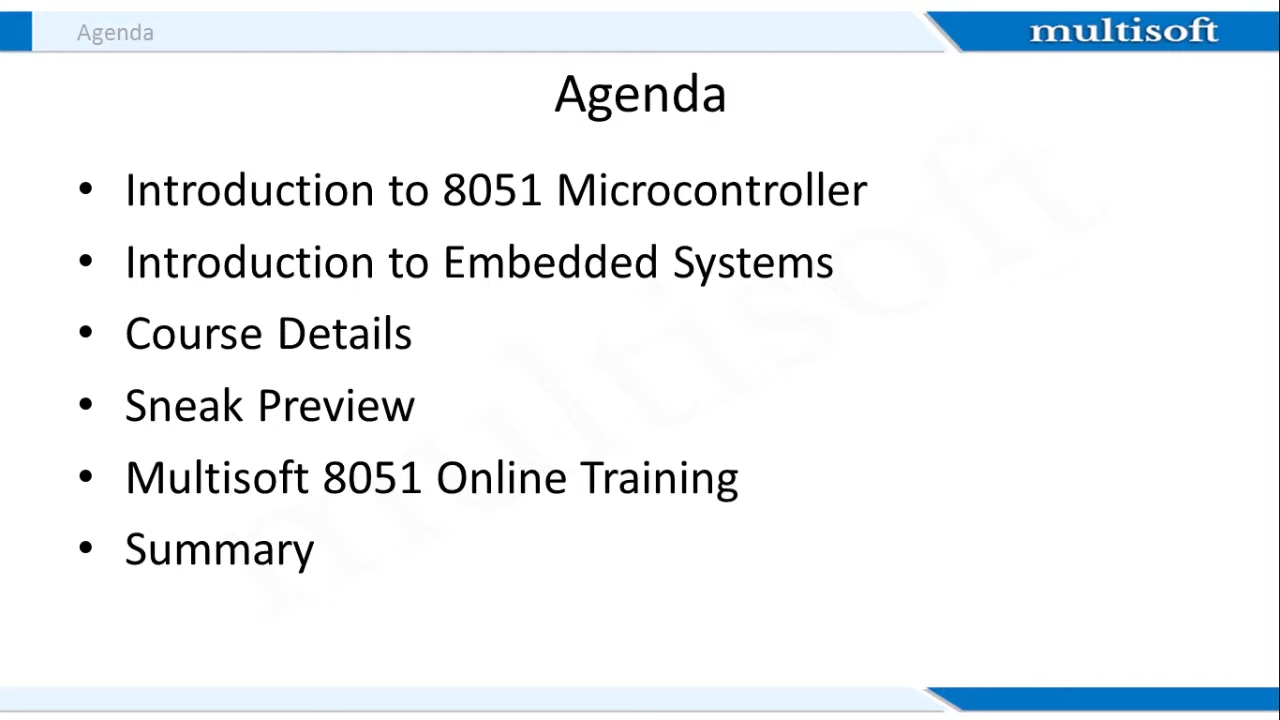 Agenda
multisoft
Agenda
• Introduction to 8051 Microcontroller
• Introduction to Embedded Systems
• Course Details
• Sneak Preview
• Multisoft 8051 Online Training
• Summary
multisoft